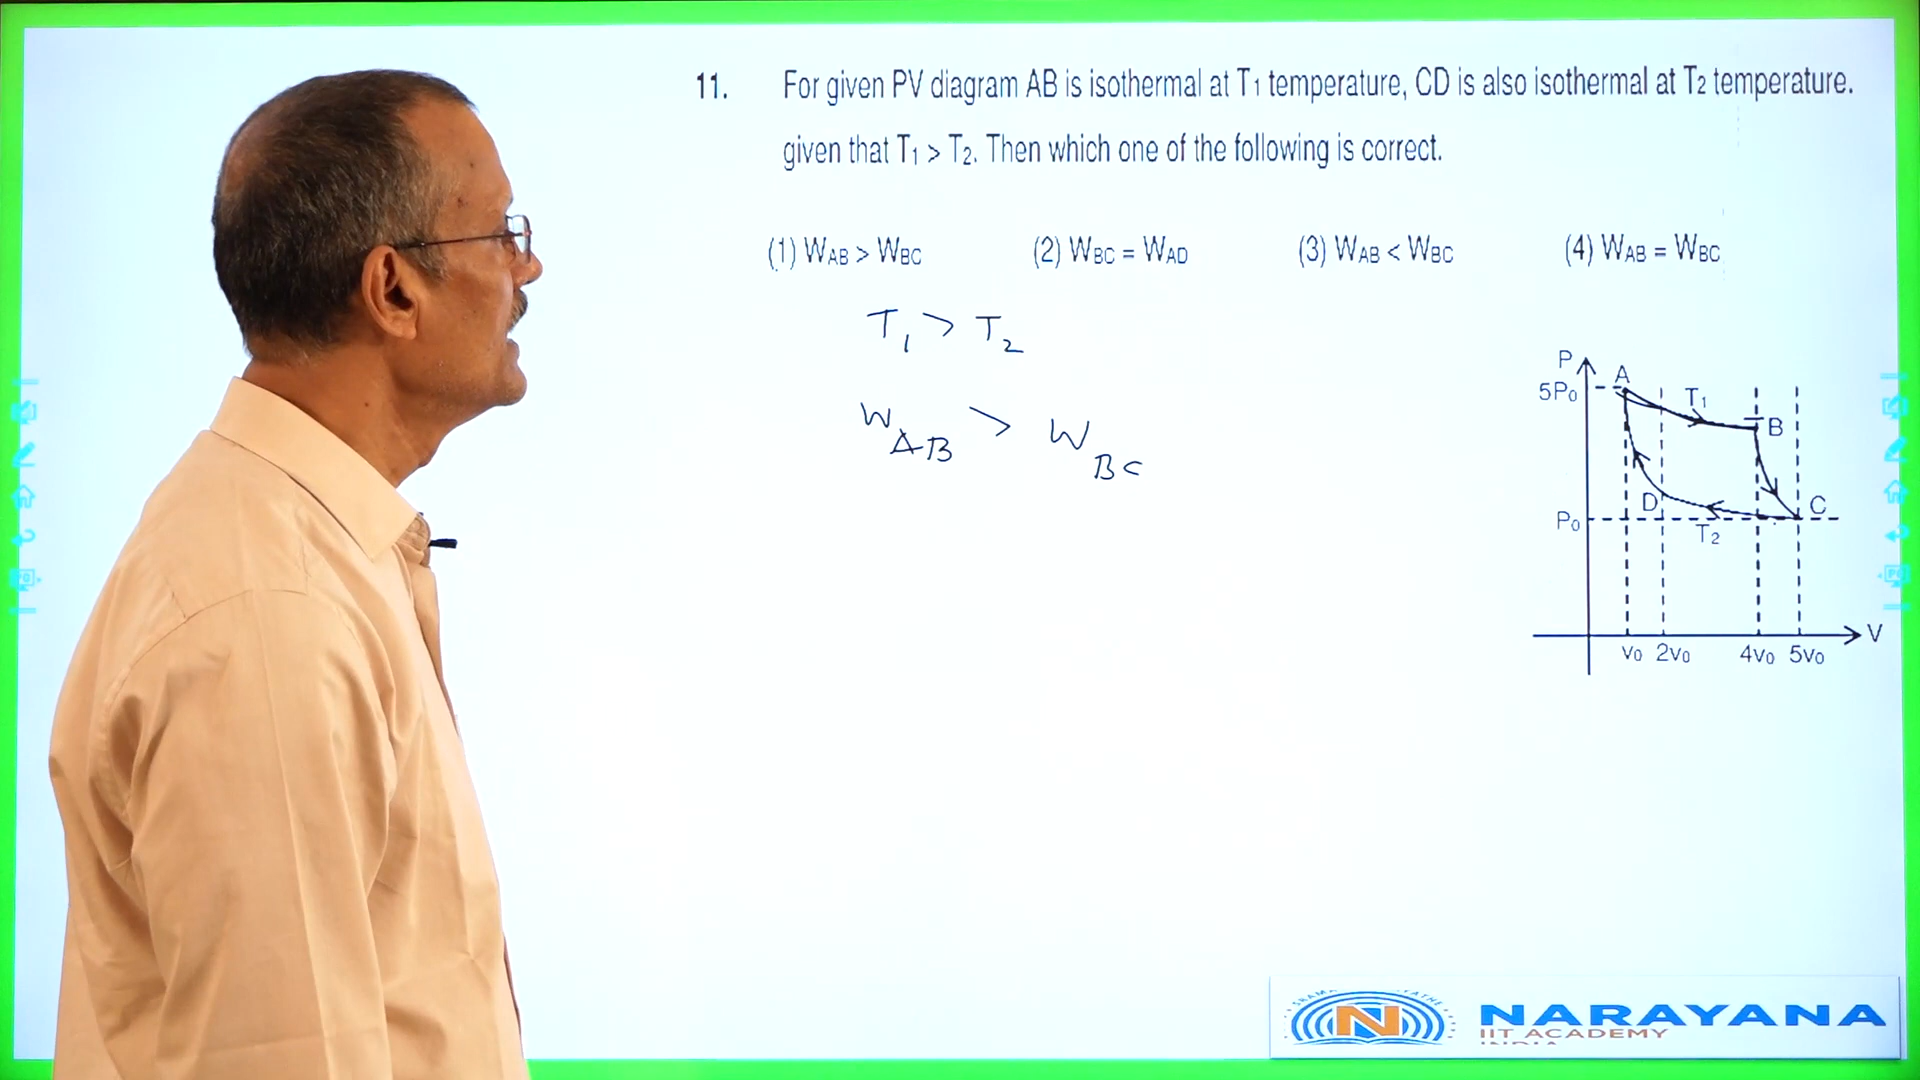 11. For given PV diagram AB is isothermal at T1 temperature, CD is also isothermal at T2 temperature.
given that T1 > T2. Then which one of the following is correct.
(1) WAB > WBC (2) WBC = WAD (3) WAB < WBC (4) WAB = WBC
T1 > T2
WAB > WBC
P
A
5P0
T1
B
D
C
P0
T2
V
V0 2V0 4V0 5V0
N NARAYANA
IIT ACADEMY